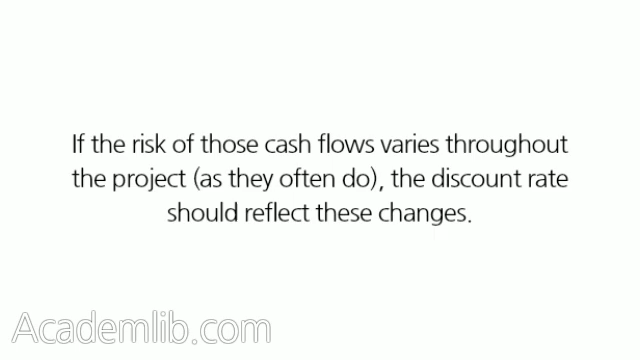 If the risk of those cash flows varies throughout
the project (as they often do), the discount rate
should reflect these changes.
Academlib.com